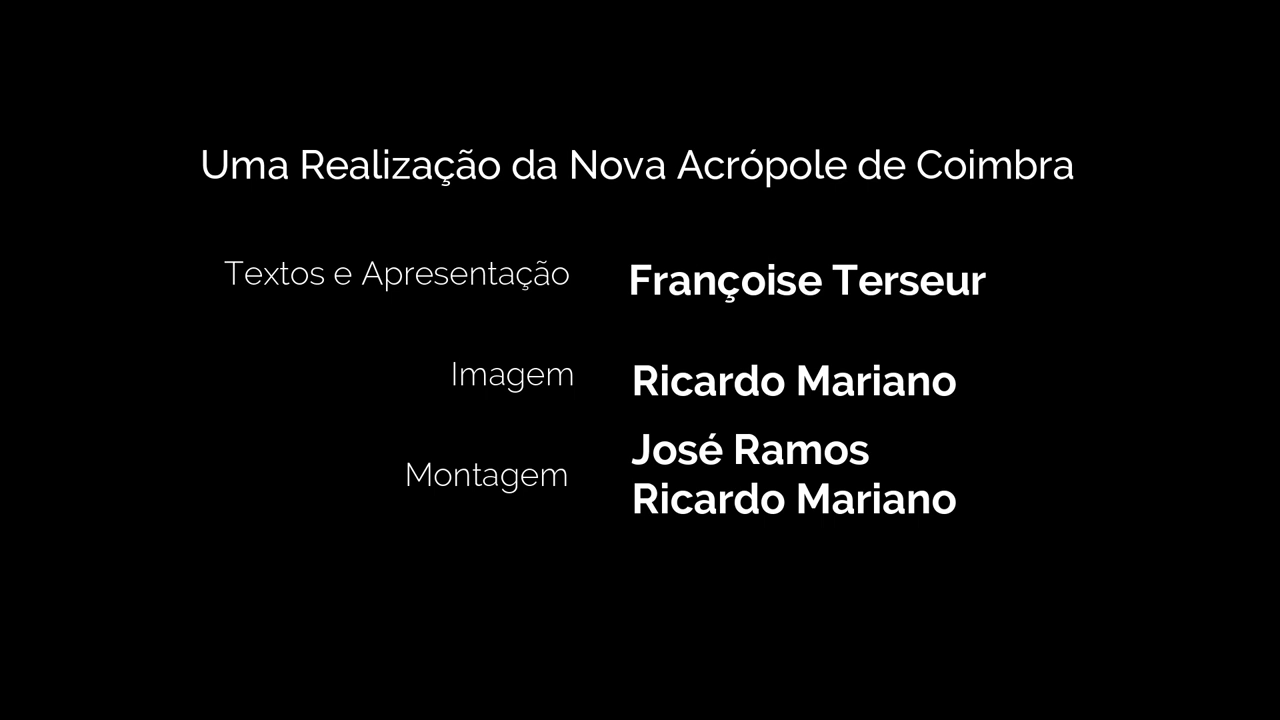 Uma Realização da Nova Acrópole de Coimbra
Textos e Apresentação Françoise Terseur
Imagem Ricardo Mariano
Montagem José Ramos
Ricardo Mariano